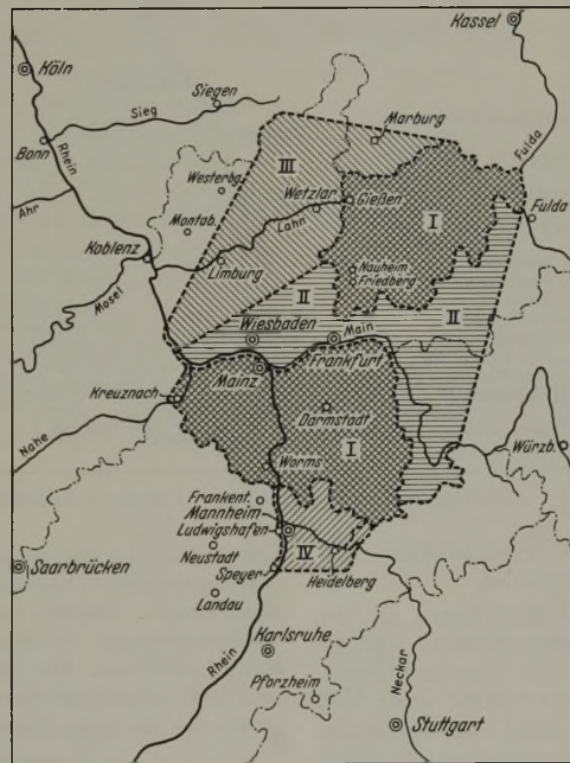 Kassel
Köln
Siegen
Sieg
Marburg
Bonn
Rhein
Fulda
III
Westerbg.
Wetzlar
Gießen
Ahr
Montab.
Lahn
I
Fulda
Koblenz
Limburg
Nauheim
Friedberg
Mosel
II
II
Wiesbaden
Main
Frankfurt
Mainz
Kreuznach
Darmstadt
Nahe
Worms
I
Würzb.
Frankent.
Mannheim
Ludwigshafen
Neustadt
IV
Saarbrücken
Speyer
Heidelberg
Landau
Karlsruhe
Rhein
Neckar
Pforzheim
Stuttgart